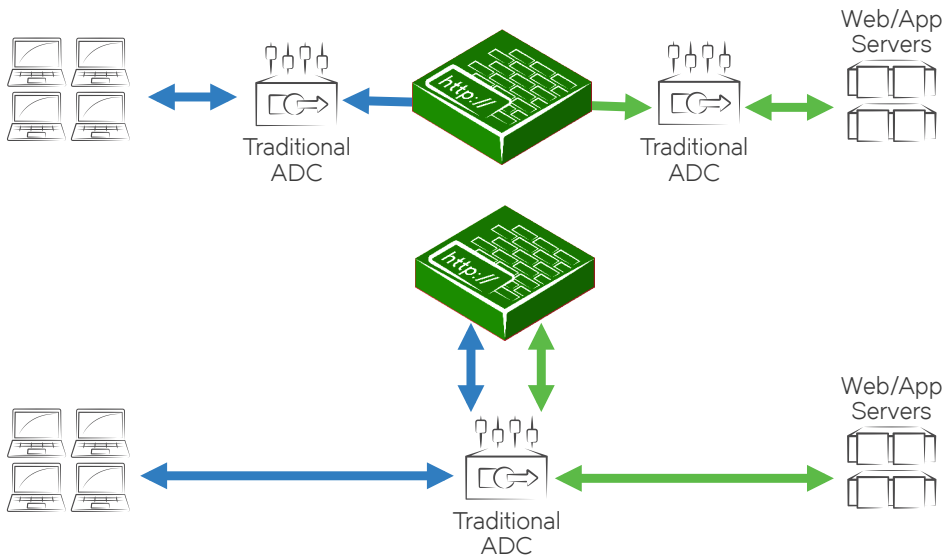 Web/App
Servers
http://
Traditional
ADC
Traditional
ADC
http://
Web/App
Servers
Traditional
ADC